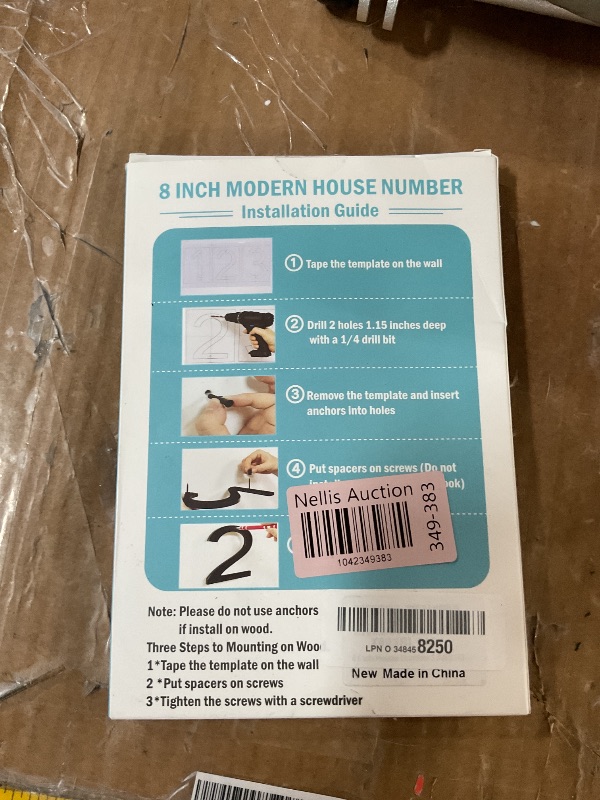 8 INCH MODERN HOUSE NUMBER
Installation Guide
1 Tape the template on the wall
2 Drill 2 holes 1.15 inches deep
with a 1/4 drill bit
3 Remove the template and insert
anchors into holes
4 Put spacers on screws (Do not
ook)
2
Nellis Auction
349-383
1042349383
Note: Please do not use anchors
if install on wood.
Three Steps to Mounting on Woo
1*Tape the template on the wall
2 *Put spacers on screws
3*Tighten the screws with a screwdriver
LPN O 34845 8250
New Made in China